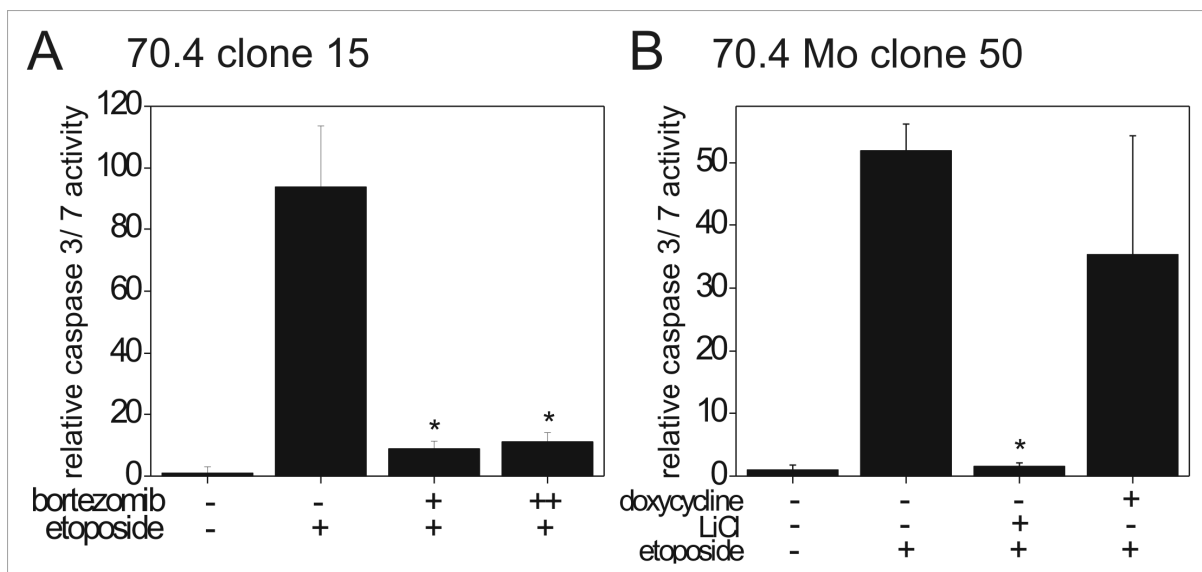 A 70.4 clone 15
relative caspase 3/ 7 activity
120
100
80
60
40
20
0
* *
bortezomib - - + ++
etoposide - + + +
B 70.4 Mo clone 50
relative caspase 3/ 7 activity
50
40
30
20
10
0
*
doxycycline - - - +
LiCl - - + -
etoposide - + + +